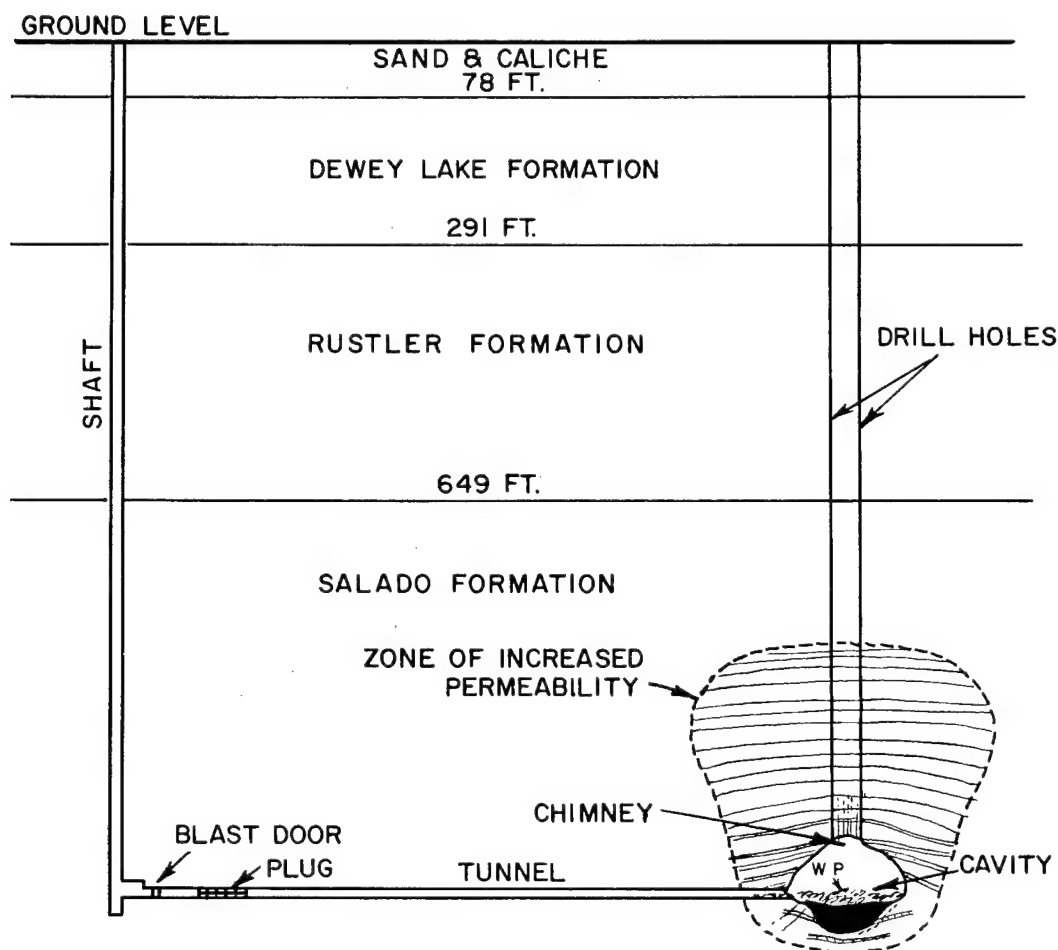 GROUND LEVEL
SAND & CALICHE
78 FT.
DEWEY LAKE FORMATION
291 FT.
RUSTLER FORMATION
DRILL HOLES
SHAFT
649 FT.
SALADO FORMATION
ZONE OF INCREASED
PERMEABILITY
CHIMNEY
BLAST DOOR
PLUG
TUNNEL
WP
CAVITY